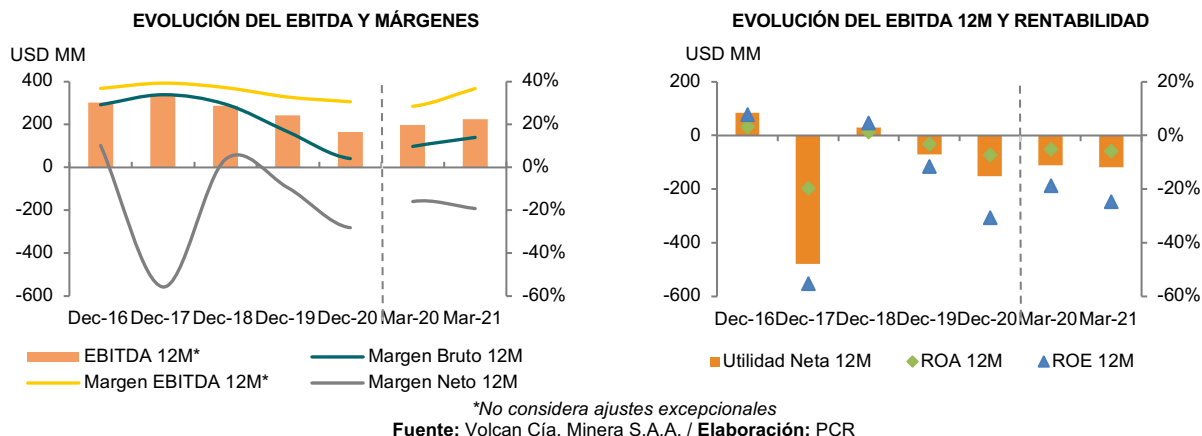 EVOLUCIÓN DEL EBITDA Y MÁRGENES
USD MM
400
200
0
-200
-400
-600
40%
20%
0%
-20%
-40%
-60%
Dec-16 Dec-17 Dec-18 Dec-19 Dec-20 Mar-20 Mar-21
EBITDA 12M*
Margen Bruto 12M
Margen EBITDA 12M*
Margen Neto 12M
EVOLUCIÓN DEL EBITDA 12M Y RENTABILIDAD
USD MM
200
0
-200
-400
-600
20%
0%
-20%
-40%
-60%
Dec-16 Dec-17 Dec-18 Dec-19 Dec-20 Mar-20 Mar-21
Utilidad Neta 12M
ROA 12M
ROE 12M
*No considera ajustes excepcionales
Fuente: Volcan Cía. Minera S.A.A. / Elaboración: PCR